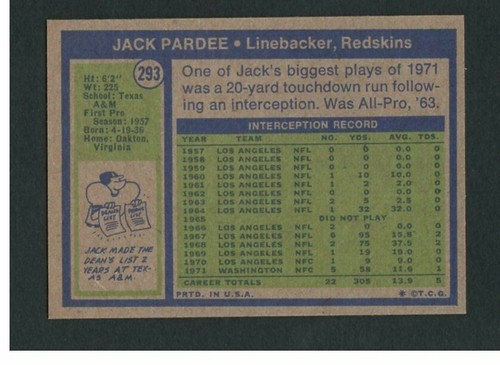 JACK PARDEE • Linebacker, Redskins
293
Ht: 6'2"
Wt: 225
School: Texas
A&M
First Pro
Season: 1957
Born: 4-19-36
Home: Oakton,
Virginia
One of Jack's biggest plays of 1971
was a 20-yard touchdown run follow-
ing an interception. Was All-Pro, '63.
DEAN'S LIST
DEAN'S LIST
JACK MADE THE
DEAN'S LIST 2
YEARS AT TEX-
AS A&M.
INTERCEPTION RECORD
YEAR TEAM NO. YDS. AVG. TDS
1957 LOS ANGELES NFL 0 0 0.0 0
1958 LOS ANGELES NFL 0 0 0.0 0
1959 LOS ANGELES NFL 0 0 0.0 0
1960 LOS ANGELES NFL 1 10 10.0 0
1961 LOS ANGELES NFL 1 2 2.0 0
1962 LOS ANGELES NFL 0 0 0.0 0
1963 LOS ANGELES NFL 2 5 2.5 0
1964 LOS ANGELES NFL 1 32 32.0 0
1965 DID NOT PLAY
1966 LOS ANGELES NFL 2 0 0.0 0
1967 LOS ANGELES NFL 6 95 15.8 2
1968 LOS ANGELES NFL 2 75 37.5 2
1969 LOS ANGELES NFL 1 19 19.0 0
1970 LOS ANGELES NFC 1 9 9.0 0
1971 WASHINGTON NFC 5 58 11.6 1
CAREER TOTALS 22 305 13.9 5
PRTD. IN U.S.A. © T.C.G.